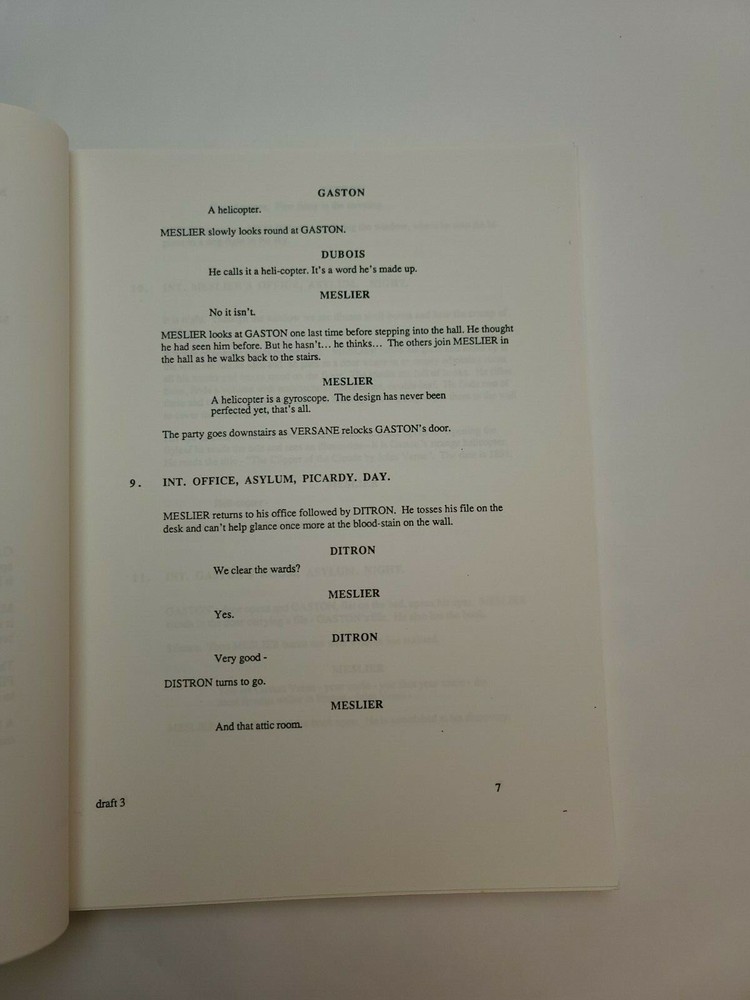 GASTON
A helicopter.
MESLIER slowly looks round at GASTON.
DUBOIS
He calls it a heli-copter. It's a word he's made up.
MESLIER
No it isn't.
MESLIER looks at GASTON one last time before stepping into the hall. He thought
he had seen him before. But he hasn't... he thinks... The others join MESLIER in
the hall as he walks back to the stairs.
MESLIER
A helicopter is a gyroscope. The design has never been
perfected yet, that's all.
The party goes downstairs as VERSANE relocks GASTON's door.
9. INT. OFFICE, ASYLUM, PICARDY. DAY.
MESLIER returns to his office followed by DITRON. He tosses his file on the
desk and can't help glance once more at the blood-stain on the wall.
DITRON
We clear the wards?
MESLIER
Yes.
DITRON
Very good -
DISTRON turns to go.
MESLIER
And that attic room.
7
draft 3